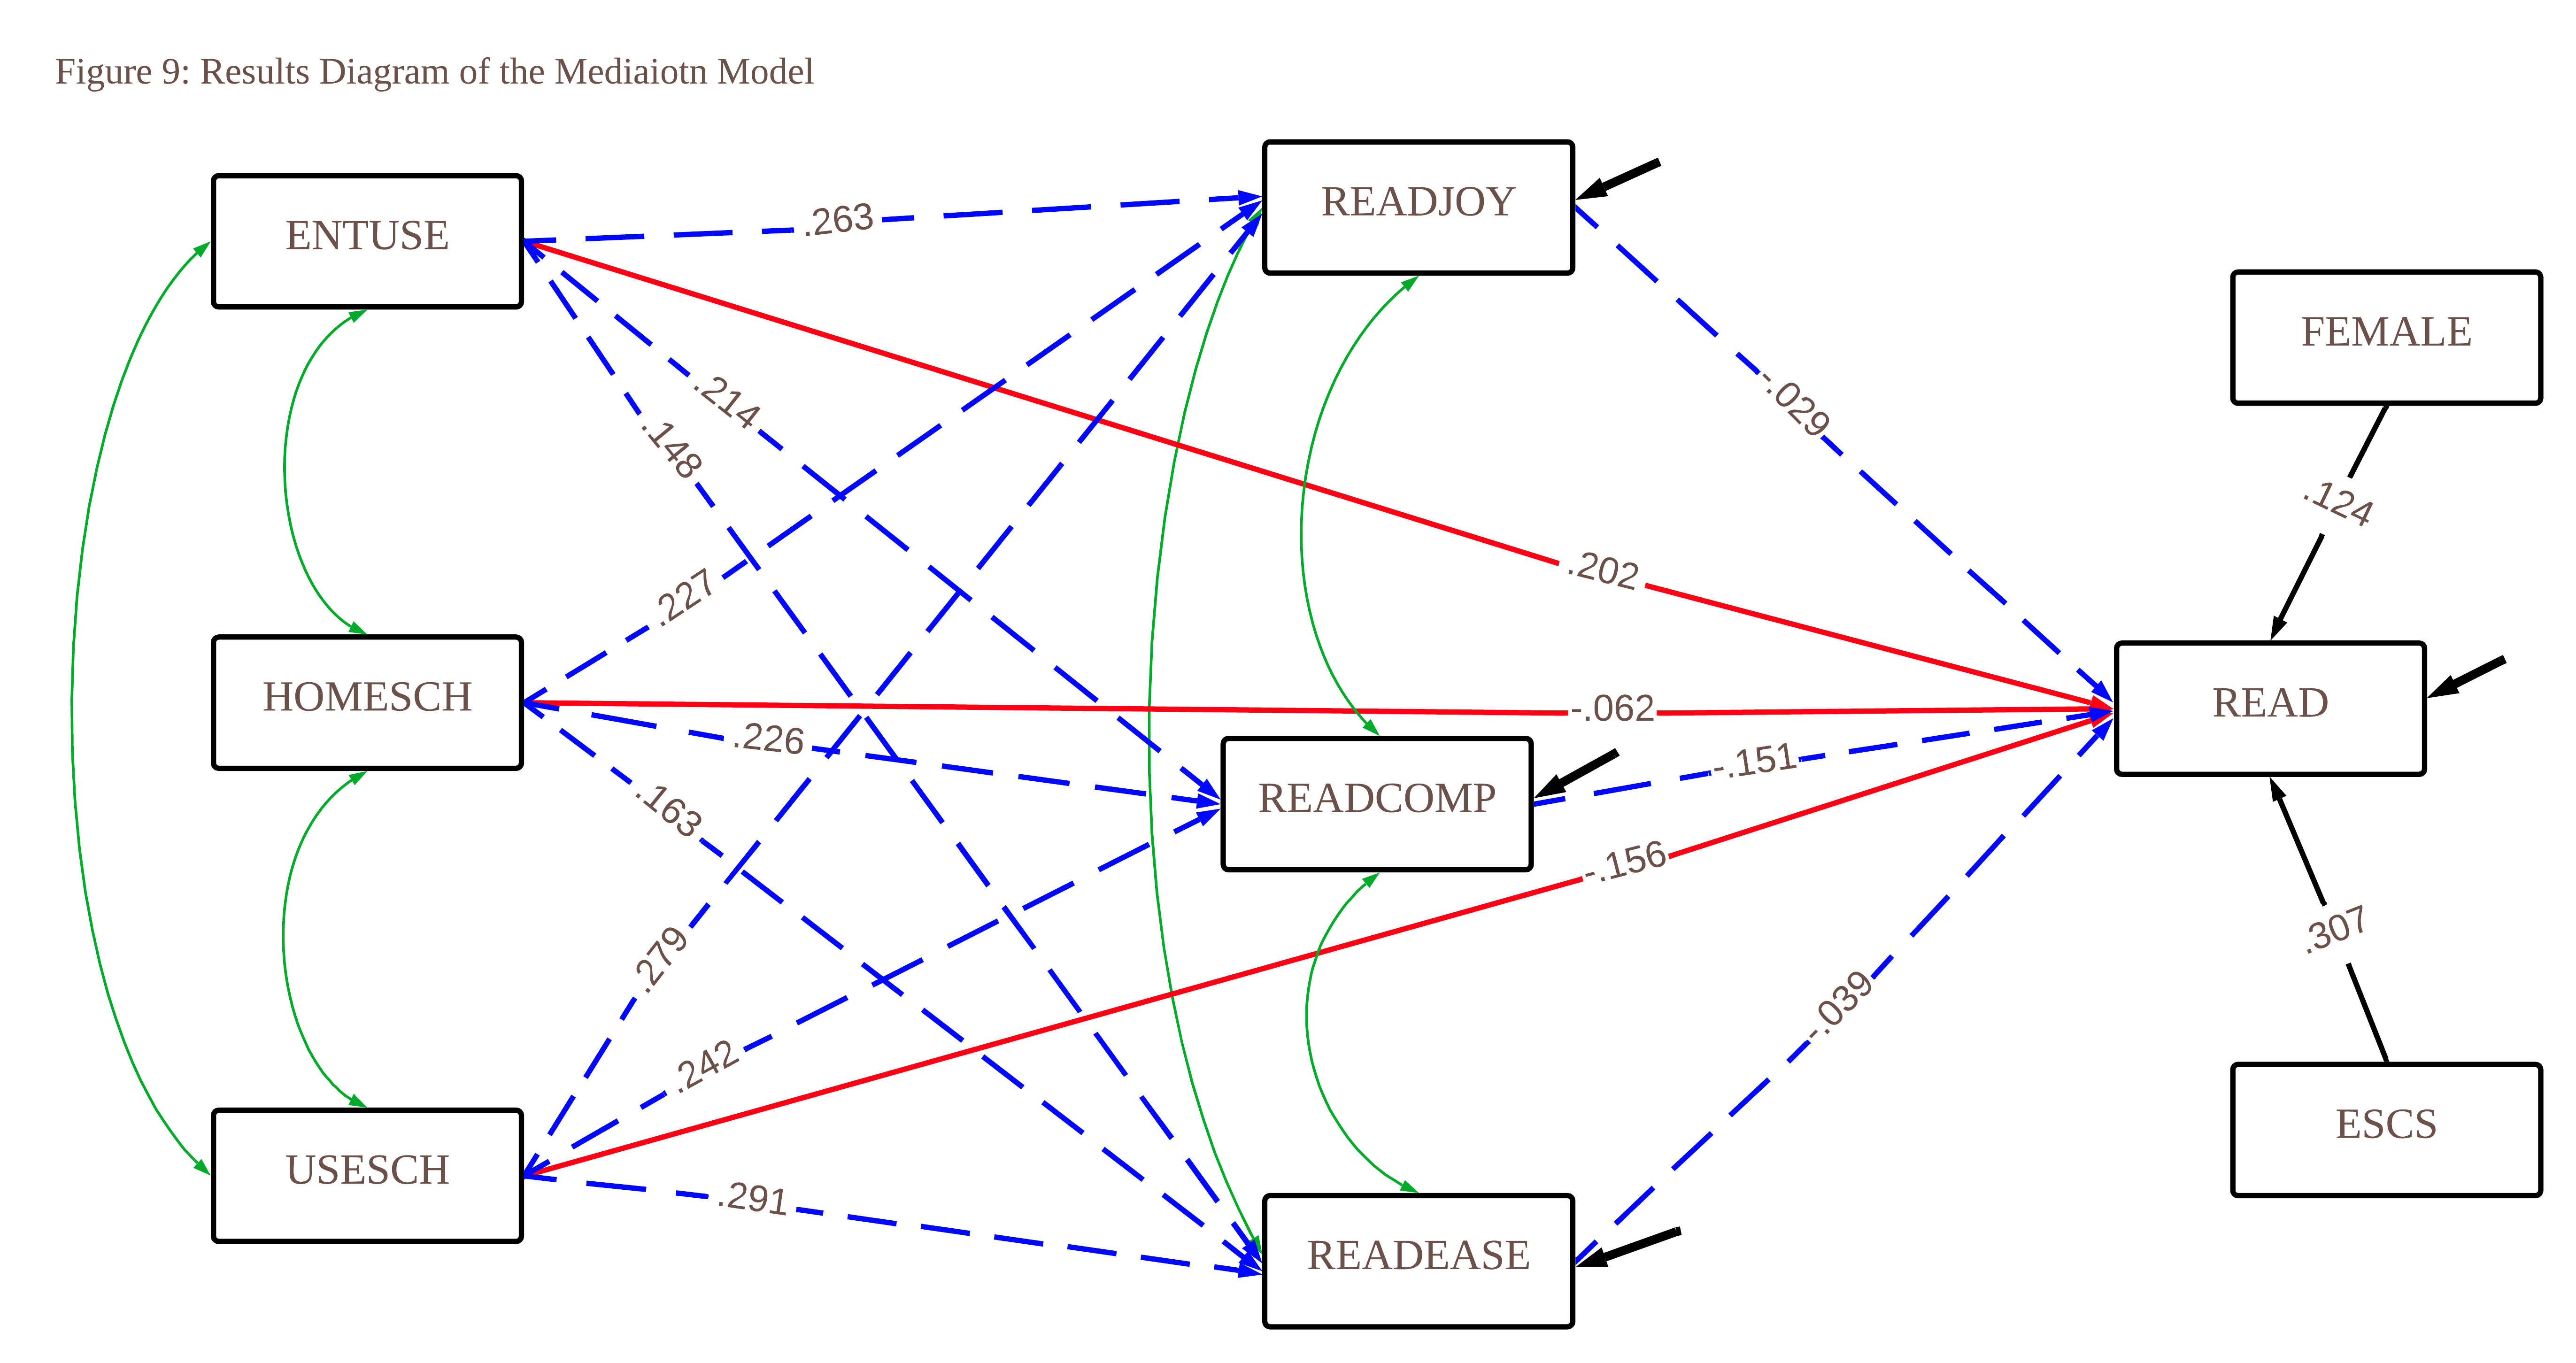 Figure 9: Results Diagram of the Mediaiotn Model
ENTUSE
READJOY
FEMALE
HOMESCH
READ
READCOMP
USESCH
ESCS
READEASE
.263
.214
.148
.202
-.029
.124
.227
-.062
.226
.163
-.151
-.156
.307
.279
.242
-.039
.291